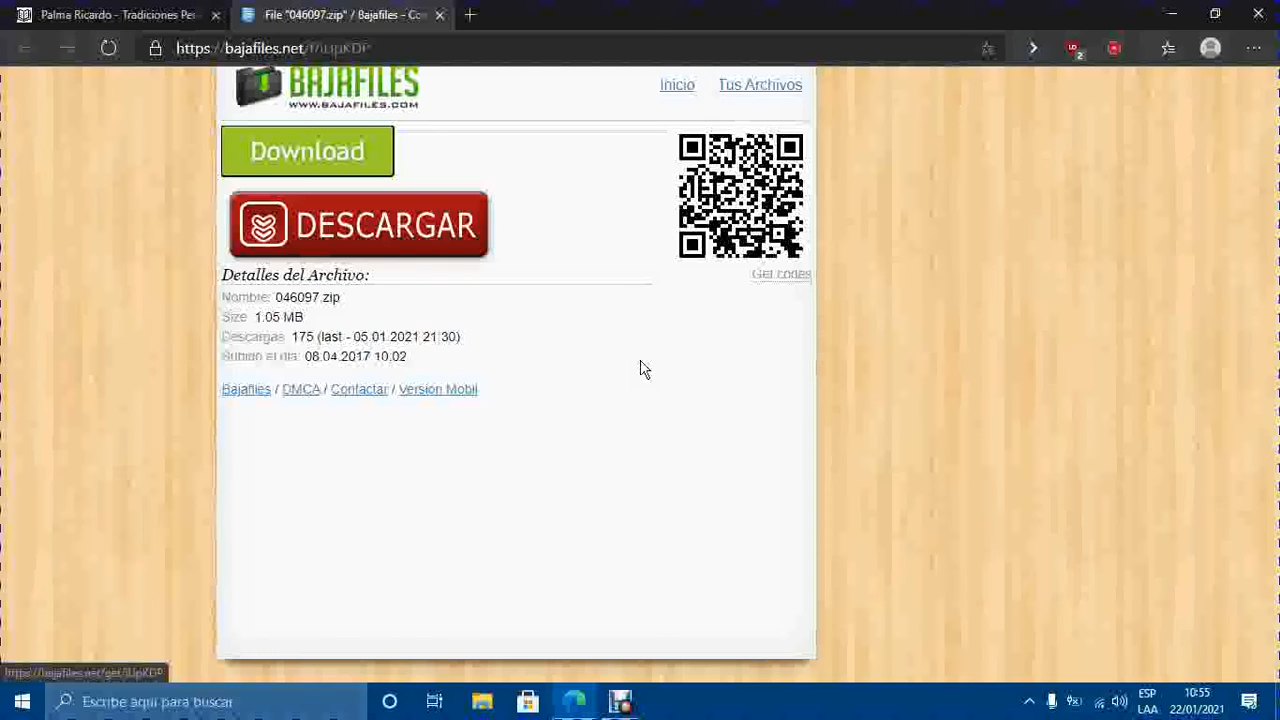 Palma Ricardo - Tradiciones Per
File "046097.zip" / Bajafiles - Co
https://bajafiles.net/f/iUpKDP
BAJAFILES
WWW.BAJAFILES.COM
Inicio
Tus Archivos
Download
DESCARGAR
Detalles del Archivo:
Get codes
Nombre: 046097.zip
Size: 1.05 MB
Descargas: 175 (last - 05.01.2021 21:30)
Subido el dia: 08.04.2017 10:02
Bajafiles / DMCA / Contactar / Version Mobil
Escribe aquí para buscar
ESP
LAA
10:55
22/01/2021